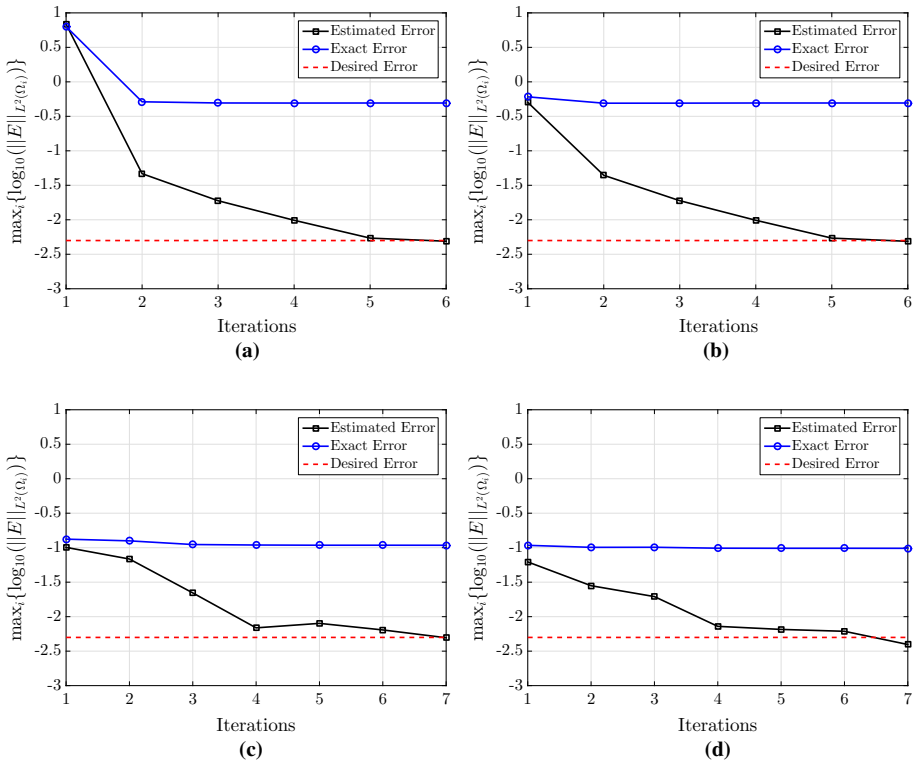 1
0.5
0
-0.5
-1
-1.5
-2
-2.5
-3
max_i{log_10(||E||_{L^2(Ω_i)})}
Estimated Error
Exact Error
Desired Error
1 2 3 4 5 6
Iterations
(a)
1
0.5
0
-0.5
-1
-1.5
-2
-2.5
-3
max_i{log_10(||E||_{L^2(Ω_i)})}
Estimated Error
Exact Error
Desired Error
1 2 3 4 5 6
Iterations
(b)
1
0.5
0
-0.5
-1
-1.5
-2
-2.5
-3
max_i{log_10(||E||_{L^2(Ω_i)})}
Estimated Error
Exact Error
Desired Error
1 2 3 4 5 6 7
Iterations
(c)
1
0.5
0
-0.5
-1
-1.5
-2
-2.5
-3
max_i{log_10(||E||_{L^2(Ω_i)})}
Estimated Error
Exact Error
Desired Error
1 2 3 4 5 6 7
Iterations
(d)